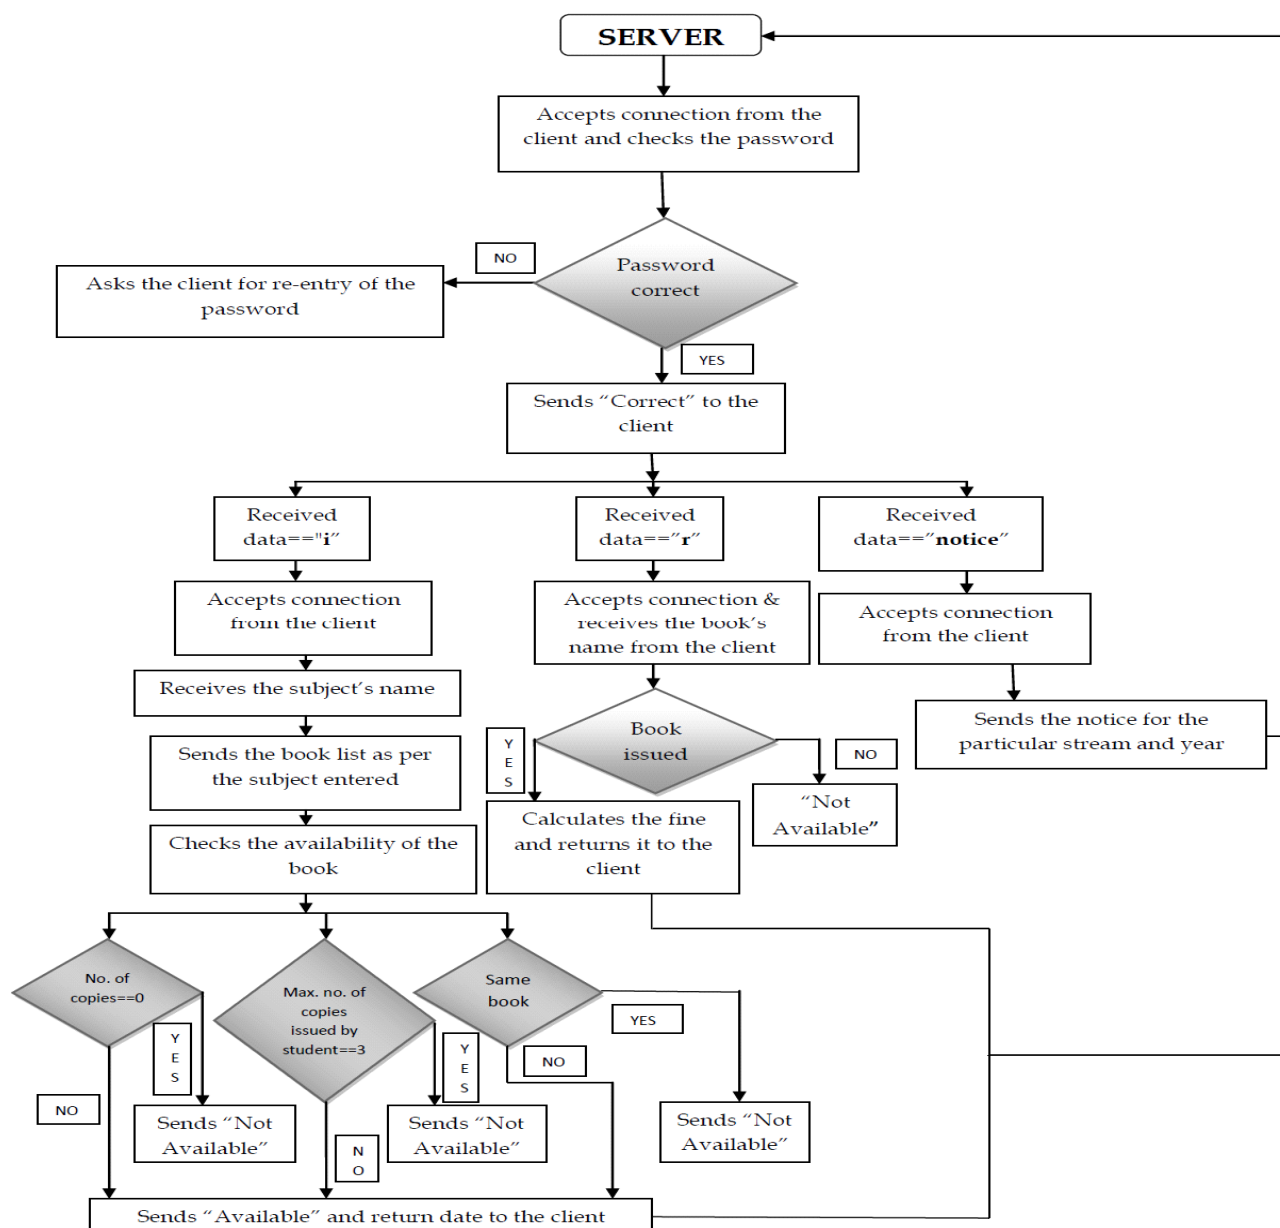 SERVER
Accepts connection from the
client and checks the password
NO
Password
correct
Asks the client for re-entry of the
password
YES
Sends “Correct” to the
client
Received
data=="i”
Received
data==”r”
Received
data==”notice”
Accepts connection
from the client
Accepts connection &
receives the book’s
name from the client
Accepts connection
from the client
Receives the subject’s name
Sends the notice for the
particular stream and year
Book
issued
Y
E
S
NO
Sends the book list as per
the subject entered
“Not
Available”
Calculates the fine
and returns it to the
client
Checks the availability of the
book
No. of
copies==0
Max. no. of
copies
issued by
student==3
Same
book
YES
Y
E
S
Y
E
S
NO
NO
Sends “Not
Available”
Sends “Not
Available”
Sends “Not
Available”
N
O
Sends “Available” and return date to the client